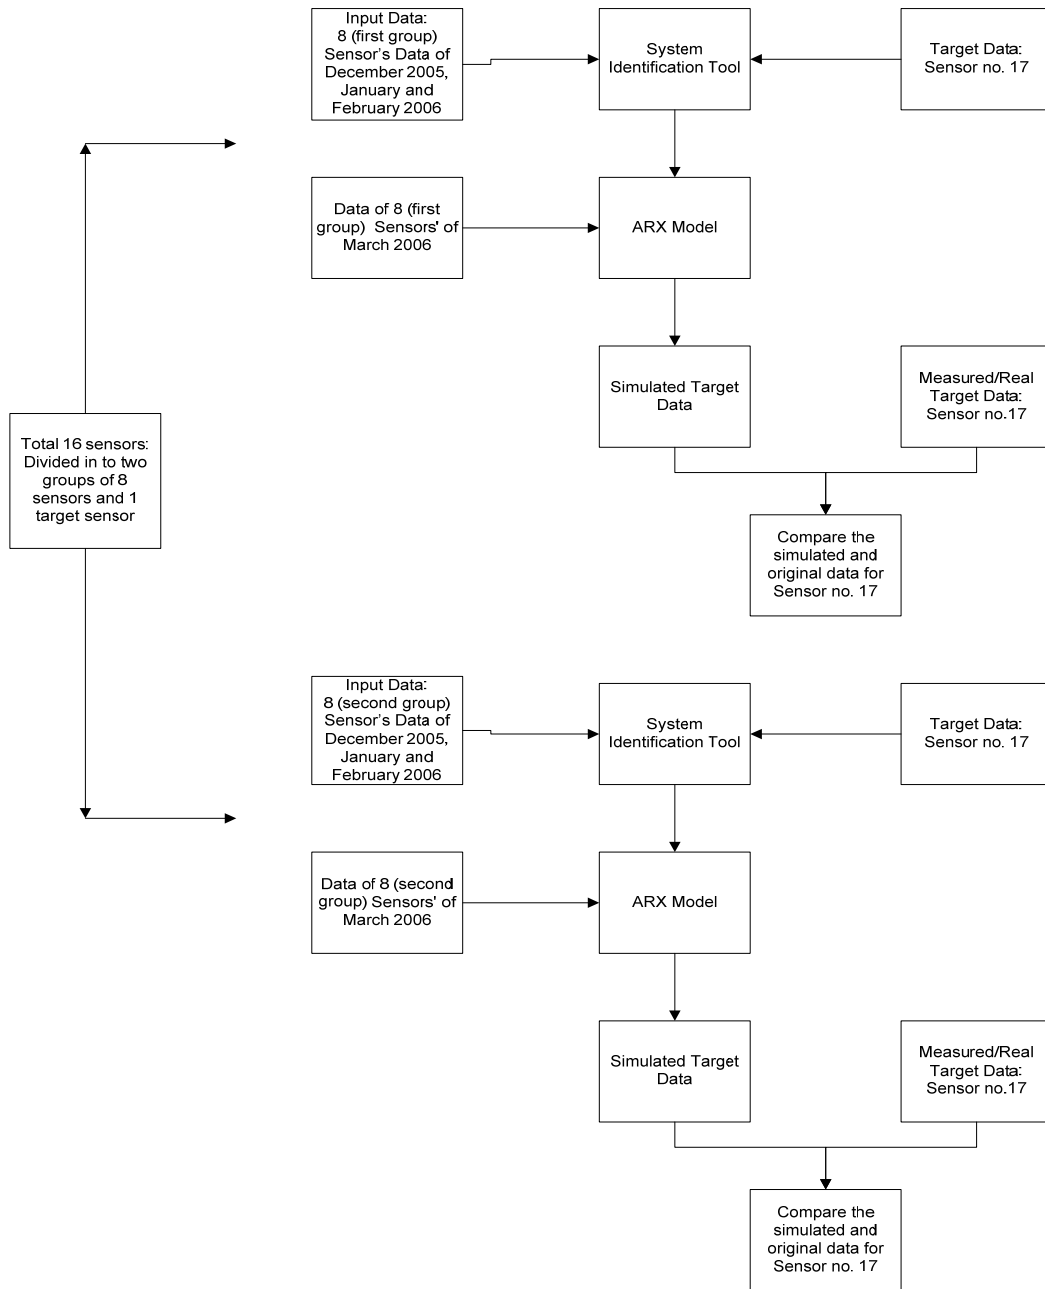 Input Data:
8 (first group)
Sensor's Data of
December 2005,
January and
February 2006
System
Identification Tool
Target Data:
Sensor no. 17
Data of 8 (first
group) Sensors' of
March 2006
ARX Model
Simulated Target
Data
Measured/Real
Target Data:
Sensor no.17
Total 16 sensors:
Divided in to two
groups of 8
sensors and 1
target sensor
Compare the
simulated and
original data for
Sensor no. 17
Input Data:
8 (second group)
Sensor's Data of
December 2005,
January and
February 2006
System
Identification Tool
Target Data:
Sensor no. 17
Data of 8 (second
group) Sensors' of
March 2006
ARX Model
Simulated Target
Data
Measured/Real
Target Data:
Sensor no.17
Compare the
simulated and
original data for
Sensor no. 17